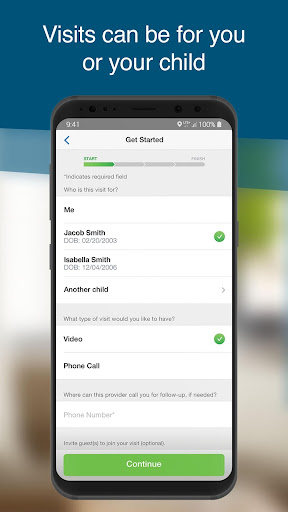 Visits can be for you
or your child
9:41
LTE 100%
Get Started
START FINISH
*Indicates required field
Who is this visit for?
Me
Jacob Smith
DOB: 02/20/2003
Isabella Smith
DOB: 12/04/2006
Another child
What type of visit would you like to have?
Video
Phone Call
Where can this provider call you for follow-up, if needed?
Phone Number*
Invite guest(s) to join your visit (optional).
Continue